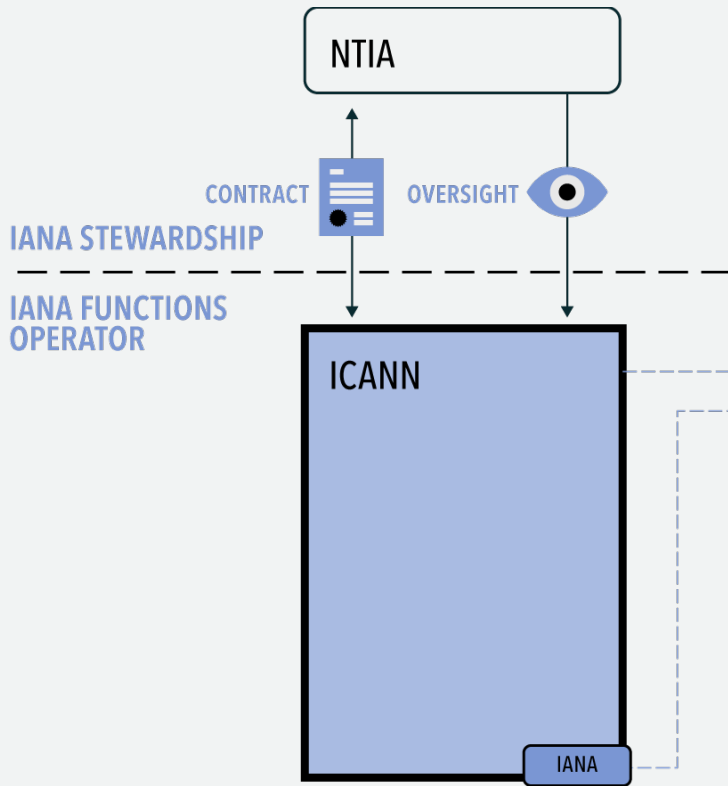 NTIA
CONTRACT
OVERSIGHT
IANA STEWARDSHIP
IANA FUNCTIONS
OPERATOR
ICANN
IANA